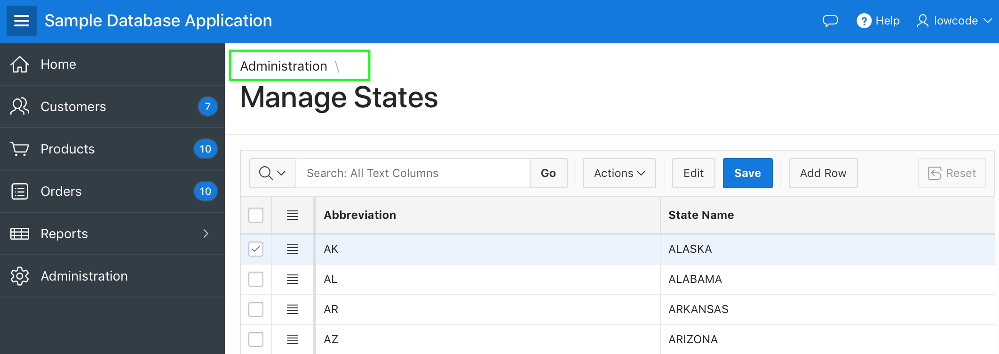 Sample Database Application
? Help
lowcode
Home
Customers 7
Products 10
Orders 10
Reports
Administration
Administration \
Manage States
Search: All Text Columns
Go
Actions
Edit
Save
Add Row
Reset
Abbreviation State Name
AK ALASKA
AL ALABAMA
AR ARKANSAS
AZ ARIZONA